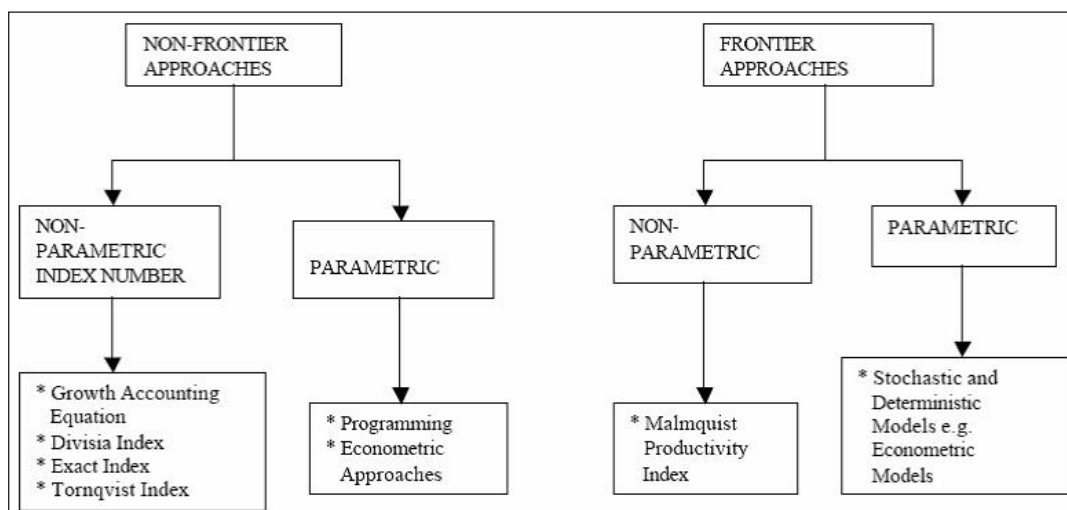 NON-FRONTIER
APPROACHES
FRONTIER
APPROACHES
NON-
PARAMETRIC
INDEX NUMBER
PARAMETRIC
NON-
PARAMETRIC
PARAMETRIC
* Growth Accounting
Equation
* Divisia Index
* Exact Index
* Tornqvist Index
* Programming
* Econometric
Approaches
* Malmquist
Productivity
Index
* Stochastic and
Deterministic
Models e.g.
Econometric
Models